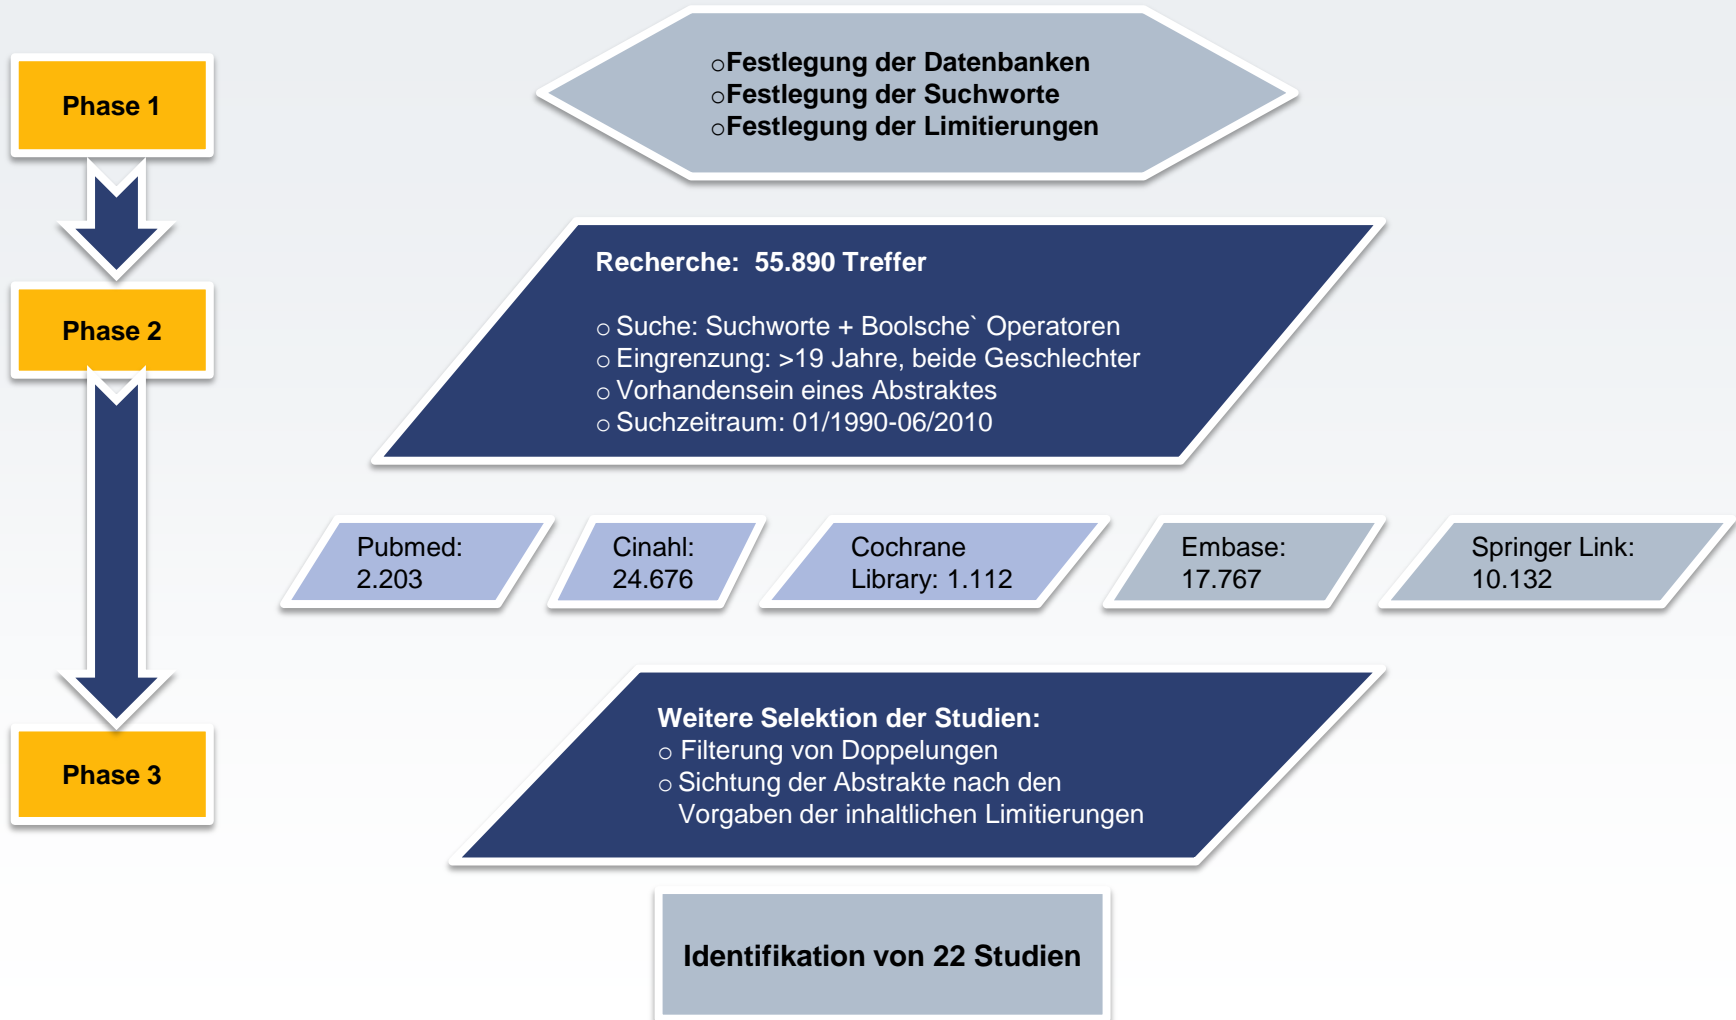 Phase 1
○Festlegung der Datenbanken
○Festlegung der Suchworte
○Festlegung der Limitierungen
Phase 2
Recherche:  55.890 Treffer
○ Suche: Suchworte + Boolsche` Operatoren
○ Eingrenzung: >19 Jahre, beide Geschlechter
○ Vorhandensein eines Abstraktes
○ Suchzeitraum: 01/1990-06/2010
Pubmed:
2.203
Cinahl:
24.676
Cochrane
Library: 1.112
Embase:
17.767
Springer Link:
10.132
Phase 3
Weitere Selektion der Studien:
○ Filterung von Doppelungen
○ Sichtung der Abstrakte nach den
Vorgaben der inhaltlichen Limitierungen
Identifikation von 22 Studien